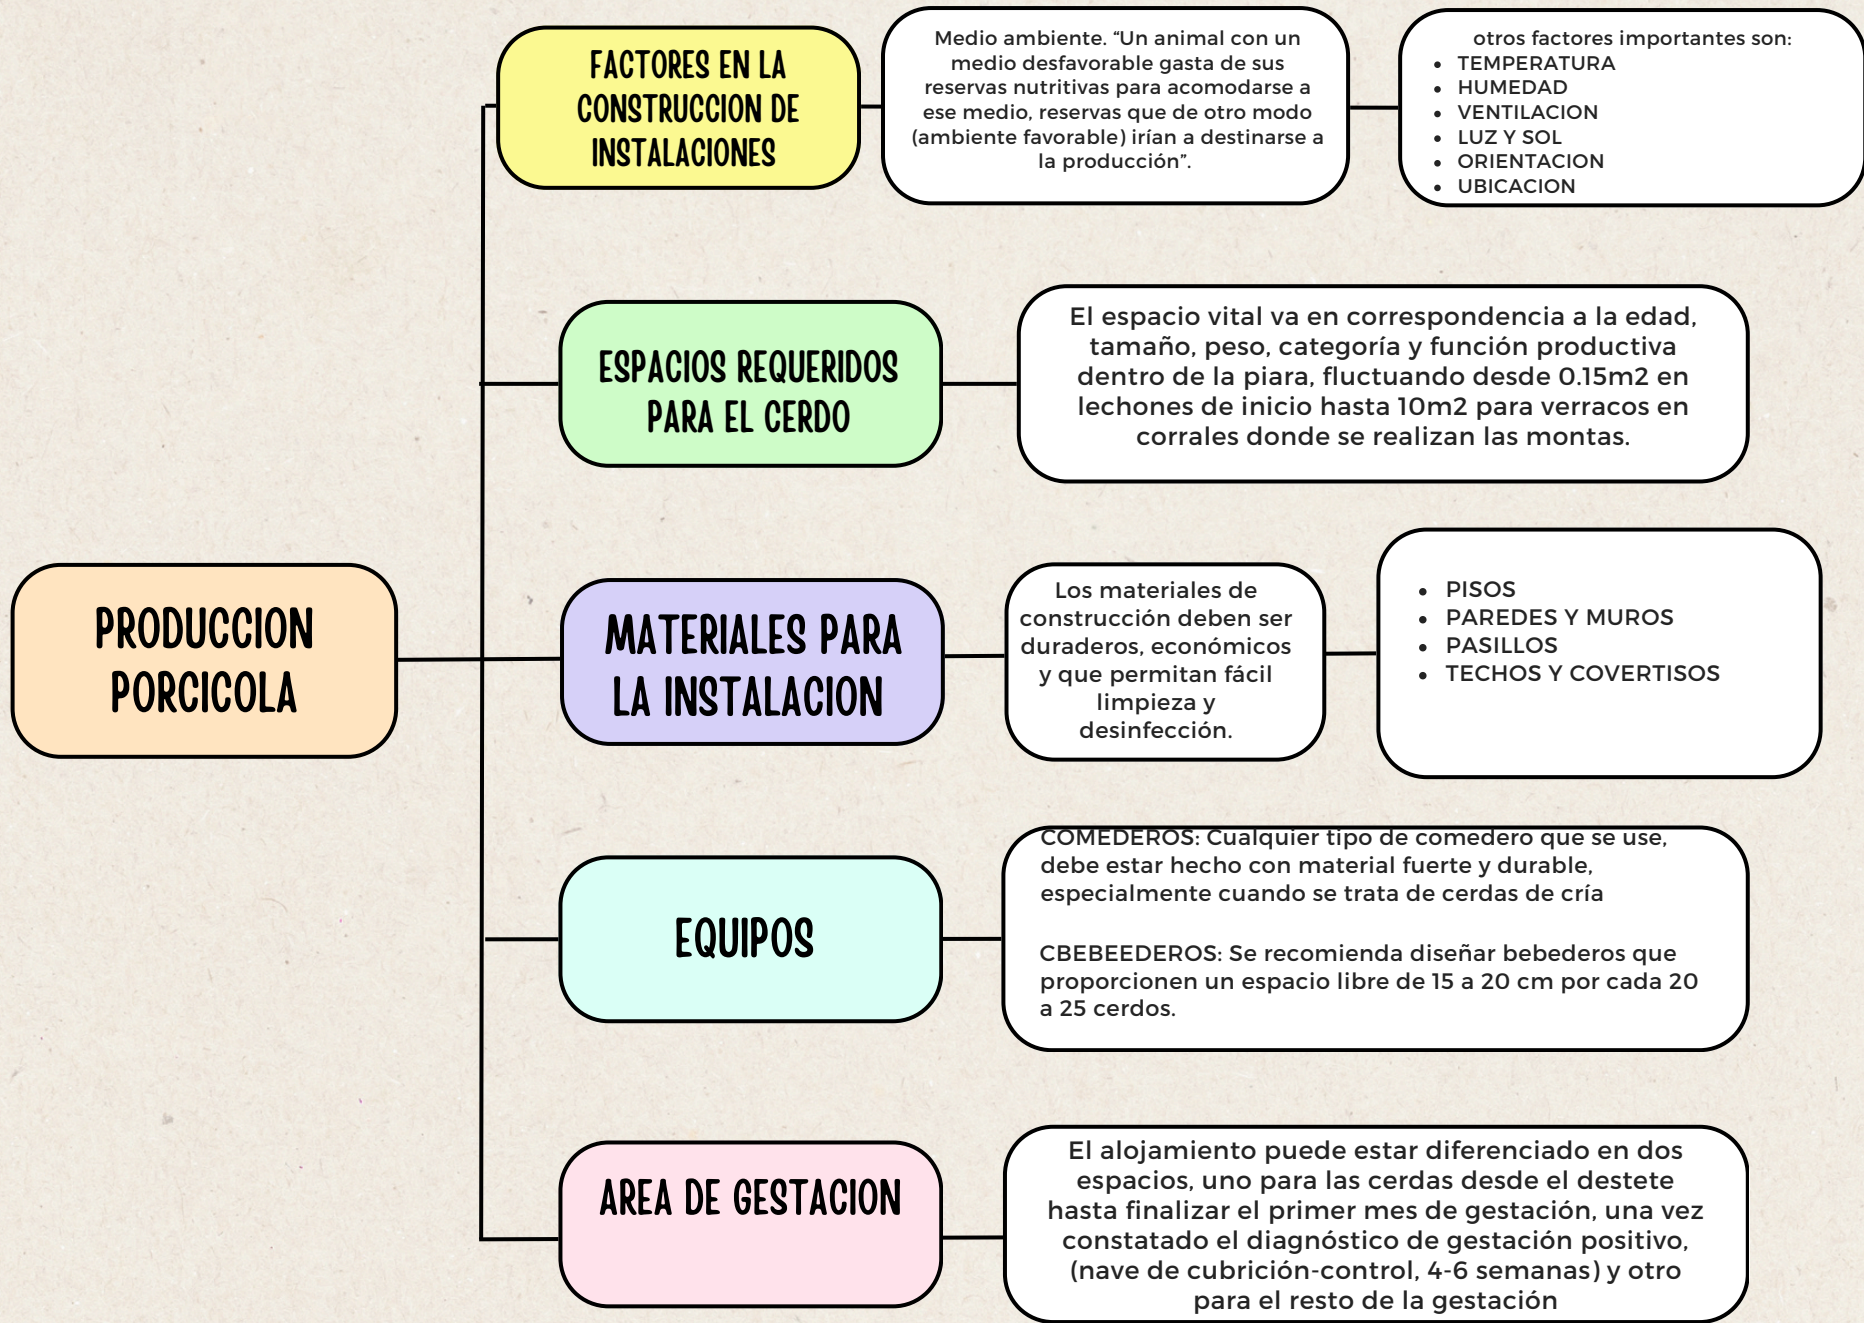 FACTORES EN LA
CONSTRUCCION DE
INSTALACIONES
Medio ambiente. “Un animal con un
medio desfavorable gasta de sus
reservas nutritivas para acomodarse a
ese medio, reservas que de otro modo
(ambiente favorable) irían a destinarse a
la producción”.
otros factores importantes son:
• TEMPERATURA
• HUMEDAD
• VENTILACION
• LUZ Y SOL
• ORIENTACION
• UBICACION
ESPACIOS REQUERIDOS
PARA EL CERDO
El espacio vital va en correspondencia a la edad,
tamaño, peso, categoría y función productiva
dentro de la piara, fluctuando desde 0.15m2 en
lechones de inicio hasta 10m2 para verracos en
corrales donde se realizan las montas.
PRODUCCION
PORCICOLA
MATERIALES PARA
LA INSTALACION
Los materiales de
construcción deben ser
duraderos, económicos
y que permitan fácil
limpieza y
desinfección.
• PISOS
• PAREDES Y MUROS
• PASILLOS
• TECHOS Y COVERTISOS
EQUIPOS
COMEDEROS: Cualquier tipo de comedero que se use,
debe estar hecho con material fuerte y durable,
especialmente cuando se trata de cerdas de cría
CBEBEEDEROS: Se recomienda diseñar bebederos que
proporcionen un espacio libre de 15 a 20 cm por cada 20
a 25 cerdos.
AREA DE GESTACION
El alojamiento puede estar diferenciado en dos
espacios, uno para las cerdas desde el destete
hasta finalizar el primer mes de gestación, una vez
constatado el diagnóstico de gestación positivo,
(nave de cubrición-control, 4-6 semanas) y otro
para el resto de la gestación